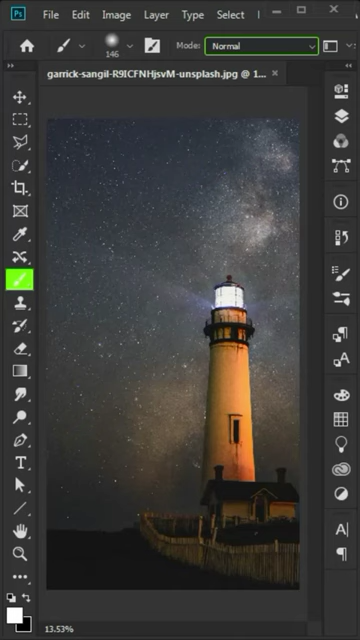 Ps File Edit Image Layer Type Select
146 Mode: Normal
garrick-sangil-R9ICFNHjsvM-unsplash.jpg @ 1... ×
13.53%